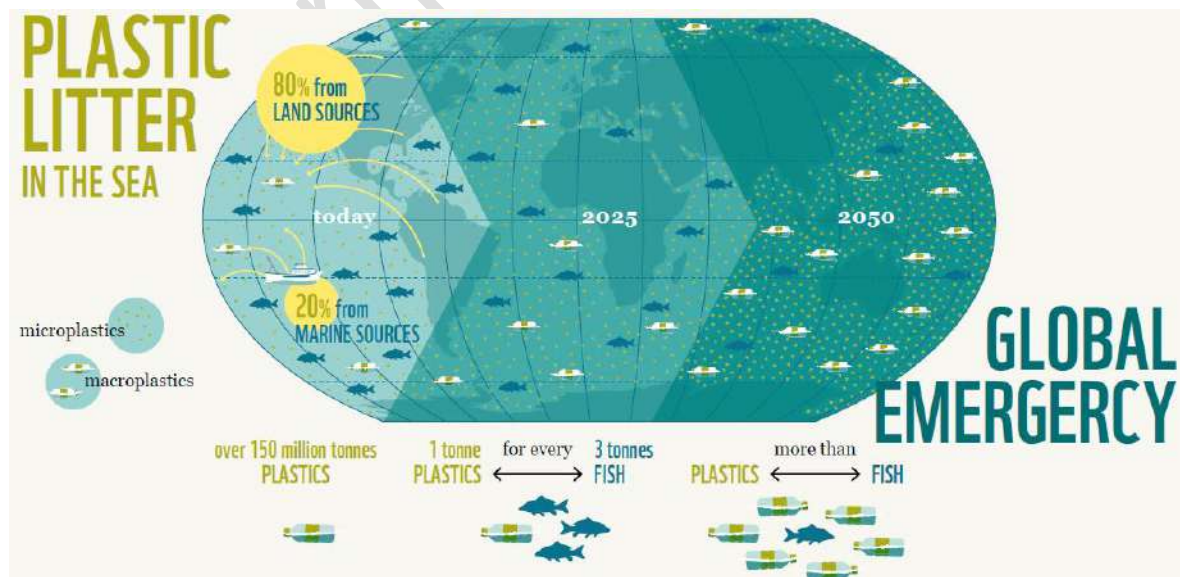 PLASTIC
LITTER
IN THE SEA
80% from
LAND SOURCES
today
2025
2050
20% from
MARINE SOURCES
microplastics
macroplastics
GLOBAL
EMERGERCY
over 150 million tonnes
PLASTICS
1 tonne
PLASTICS
for every
3 tonnes
FISH
PLASTICS
more than
FISH